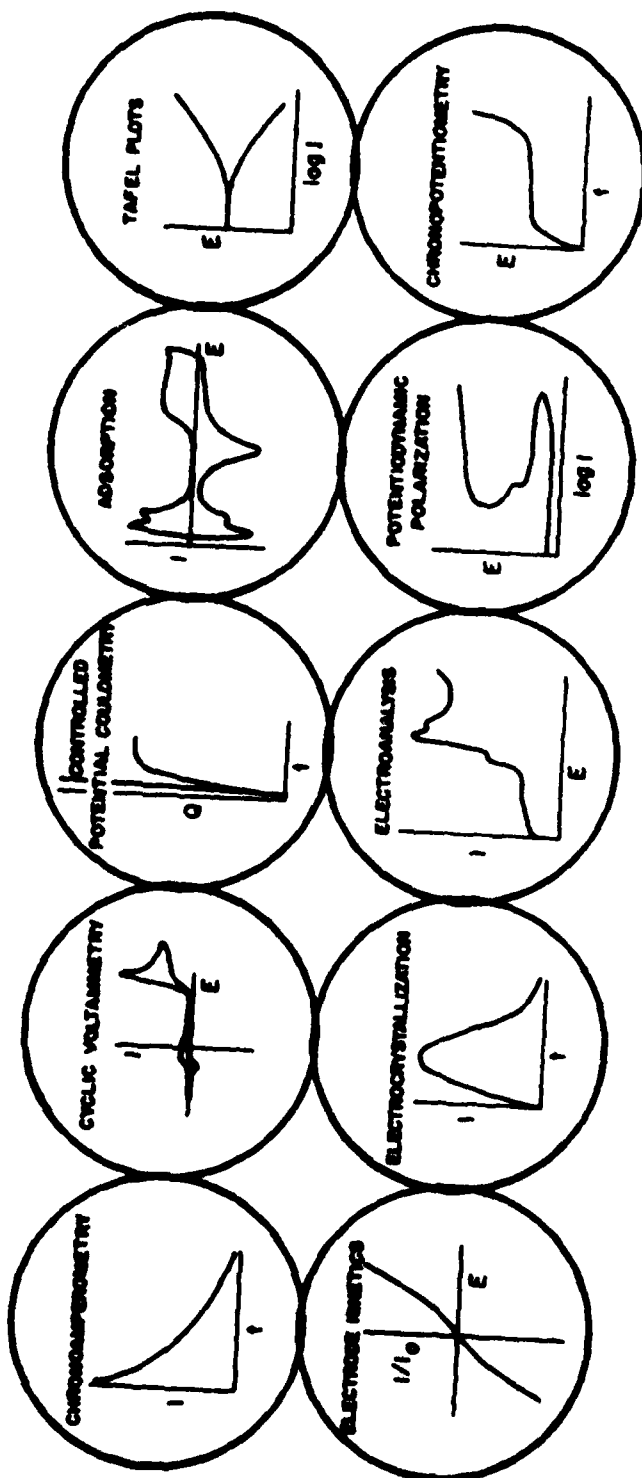 CHRONOAMPEROMETRY
I
t
CYCLIC VOLTAMMETRY
I
E
CONTROLLED
POTENTIAL COULOMETRY
Q
t
ADSORPTION
I
E
TAFEL PLOTS
E
log I
ELECTRODE KINETICS
I/I₀
E
ELECTROCRYSTALLIZATION
I
t
ELECTROANALYSIS
I
E
POTENTIODYNAMIC
POLARIZATION
E
log I
CHRONOPOTENTIOMETRY
E
t